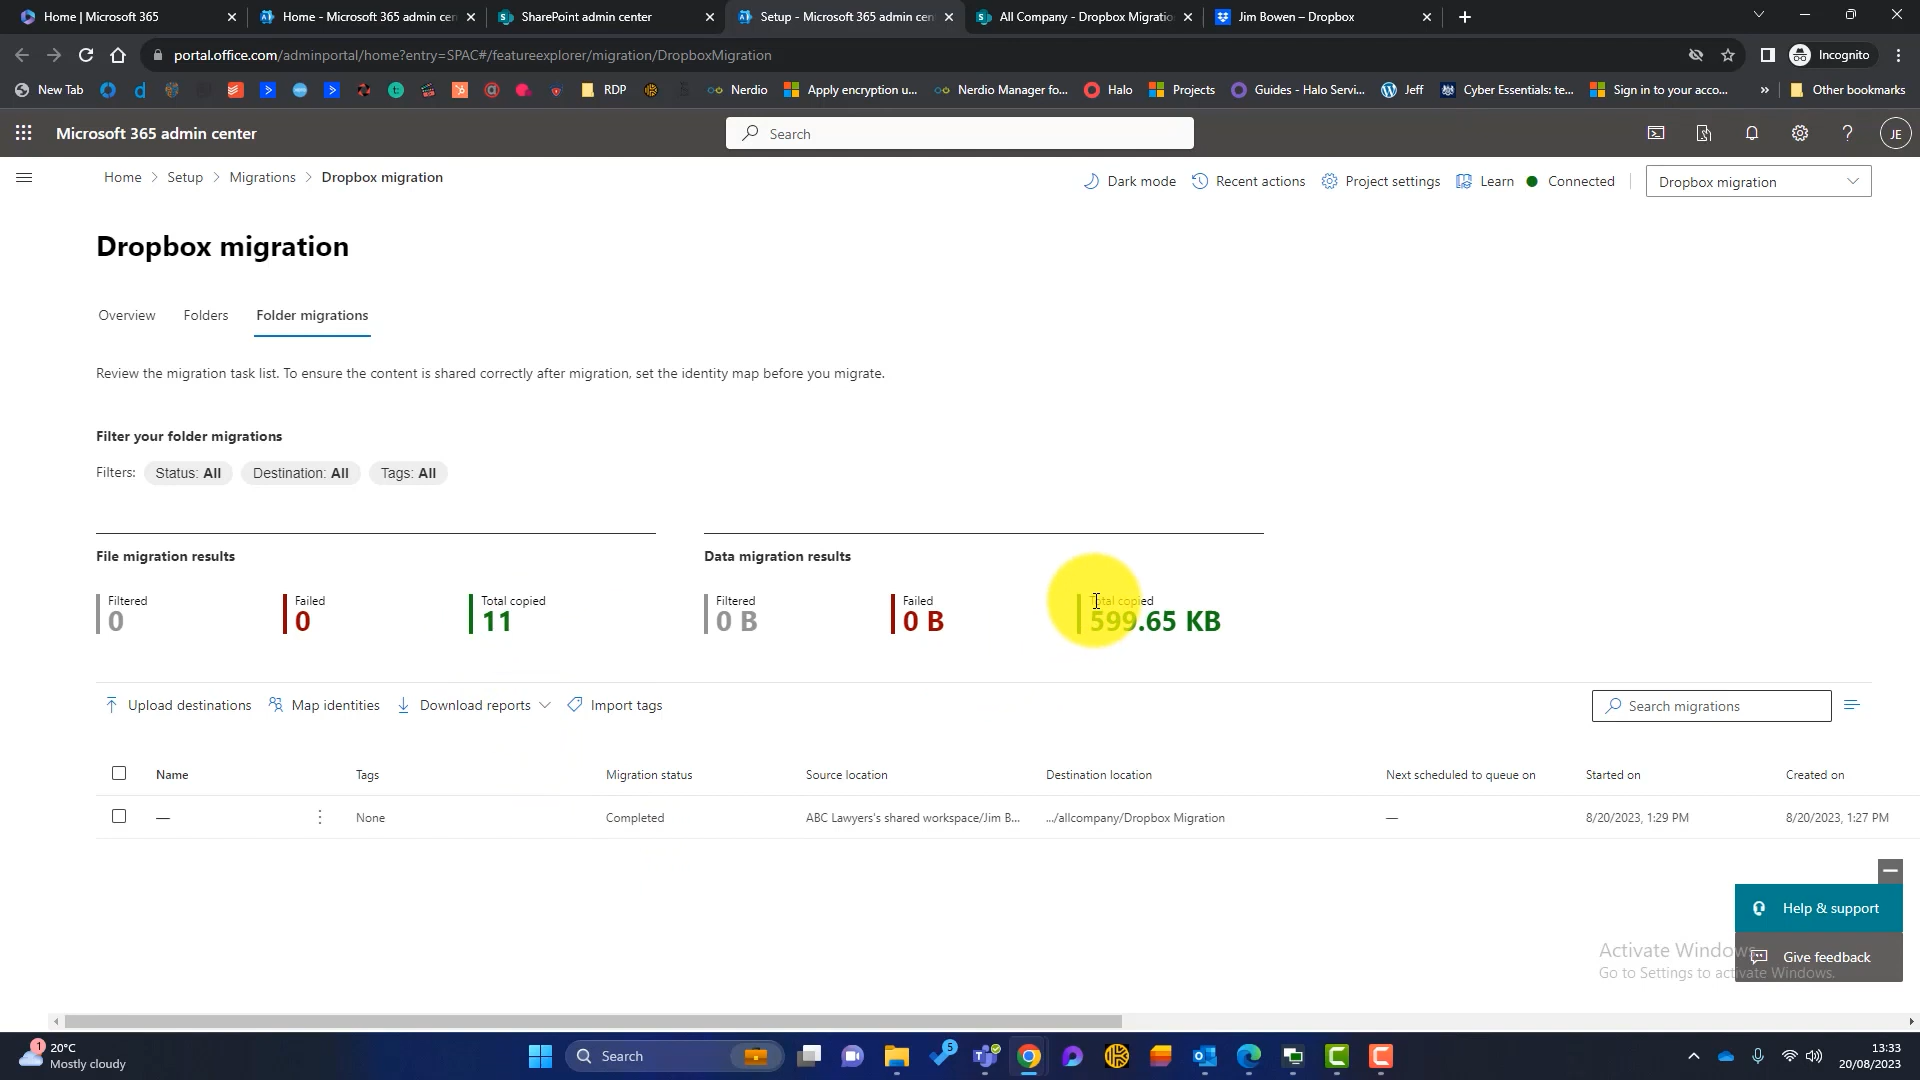 Home | Microsoft 365
Home - Microsoft 365 admin cen
SharePoint admin center
Setup - Microsoft 365 admin cen
All Company - Dropbox Migratio
Jim Bowen – Dropbox
portal.office.com/adminportal/home?entry=SPAC#/featureexplorer/migration/DropboxMigration
Incognito
New Tab
RDP
Nerdio
Apply encryption u...
Nerdio Manager fo...
Halo
Projects
Guides - Halo Servi...
Jeff
Cyber Essentials: te...
Sign in to your acco...
»
Other bookmarks
Microsoft 365 admin center
Search
JE
Home > Setup > Migrations > Dropbox migration
Dark mode
Recent actions
Project settings
Learn
Connected
Dropbox migration
Dropbox migration
Overview
Folders
Folder migrations
Review the migration task list. To ensure the content is shared correctly after migration, set the identity map before you migrate.
Filter your folder migrations
Filters:
Status: All
Destination: All
Tags: All
File migration results
Data migration results
Filtered
Failed
Total copied
Filtered
Failed
Total copied
0
0
11
0 B
0 B
599.65 KB
Upload destinations
Map identities
Download reports
Import tags
Search migrations
Name
Tags
Migration status
Source location
Destination location
Next scheduled to queue on
Started on
Created on
—
None
Completed
ABC Lawyers's shared workspace/Jim B...
.../allcompany/Dropbox Migration
—
8/20/2023, 1:29 PM
8/20/2023, 1:27 PM
Help & support
Activate Windows
Go to Settings to activate Windows.
Give feedback
1
20°C
Mostly cloudy
Search
5
13:33
20/08/2023